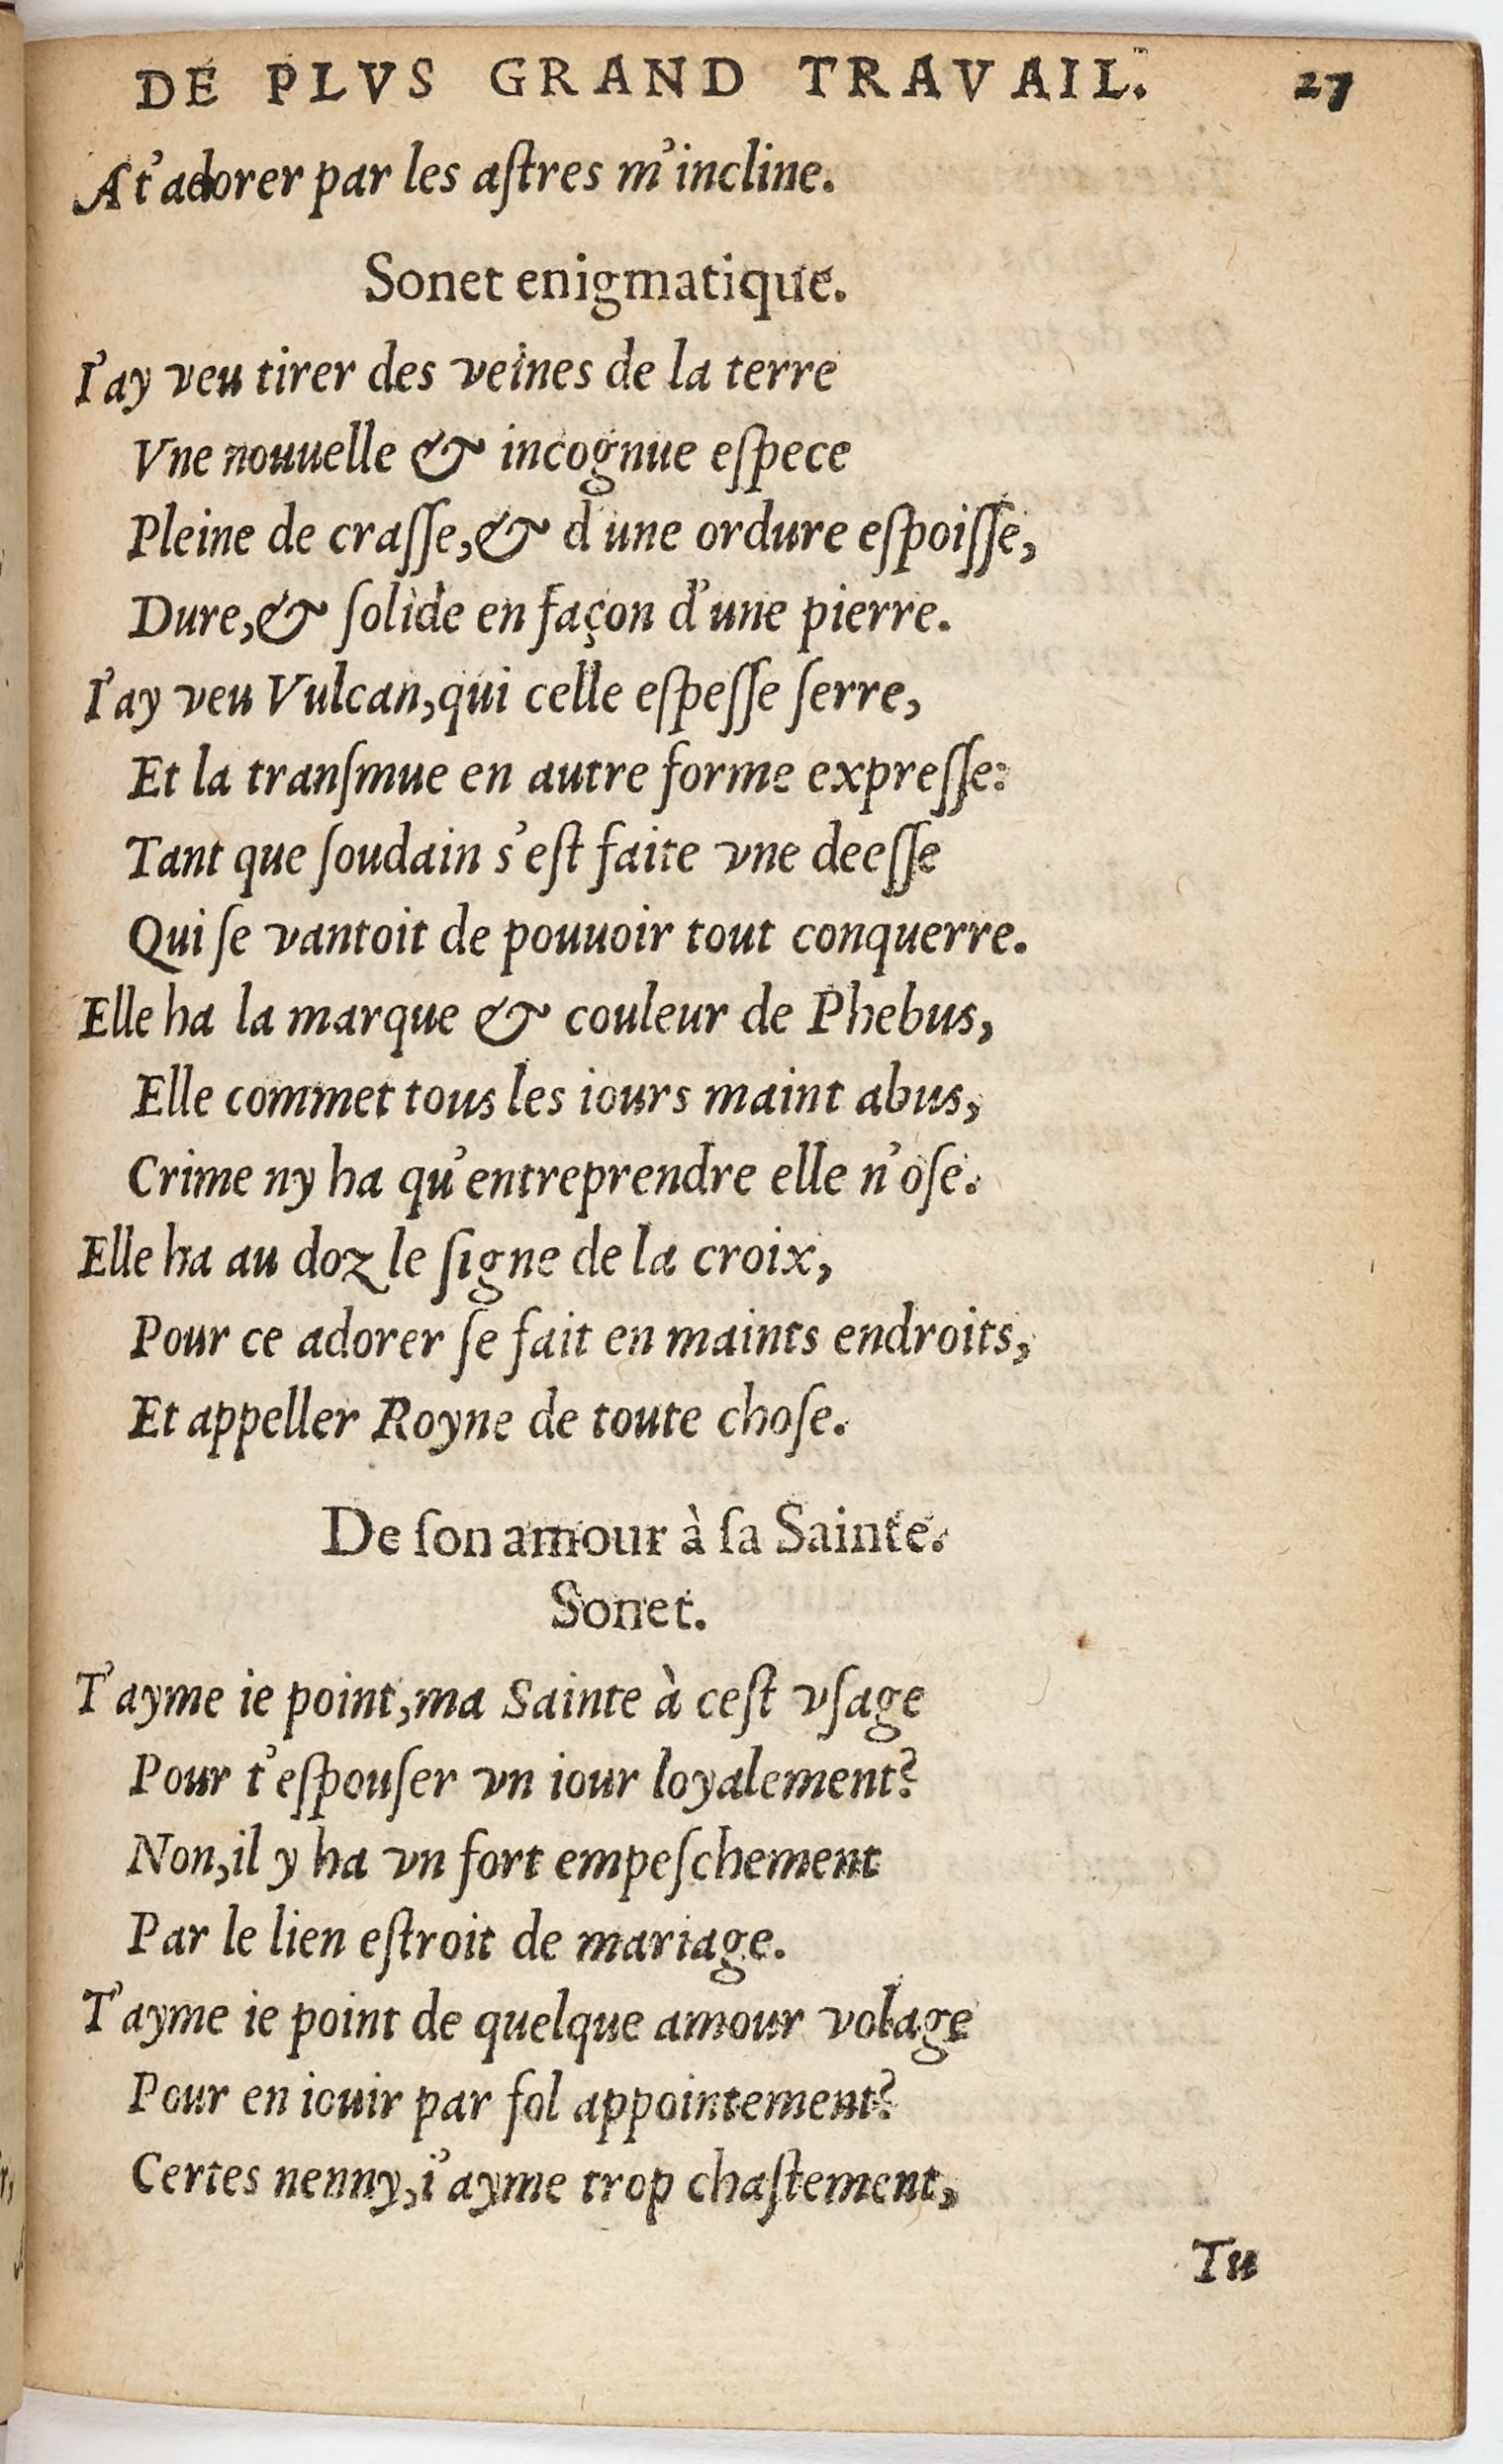 DE PLVS GRAND TRAVAIL. 27
A t'adorer par les aſtres m'incline.
Sonet enigmatique.
I'ay veu tirer des veines de la terre
Vne nouuelle & incognue eſpece
Pleine de craſſe,& d'une ordure eſpoiſſe,
Dure,& ſolide en façon d'une pierre.
I'ay veu Vulcan,qui celle eſpeſſe ſerre,
Et la tranſmue en autre forme expreſſe:
Tant que ſoudain s'eſt faite vne deeſſe
Qui ſe vantoit de pouuoir tout conquerre.
Elle ha la marque & couleur de Phebus,
Elle commet tous les iours maint abus,
Crime ny ha qu'entreprendre elle n'oſe.
Elle ha au doz le ſigne de la croix,
Pour ce adorer ſe fait en maints endroits,
Et appeller Royne de toute choſe.
De ſon amour à ſa Sainte.
Sonet.
T'ayme ie point,ma Sainte à ceſt vſage
Pour t'eſpouſer vn iour loyalement?
Non,il y ha vn fort empeſchement
Par le lien eſtroit de mariage.
T'ayme ie point de quelque amour volage
Pour en iouir par fol appointement?
Certes nenny,i'ayme trop chaſtement,
Tu